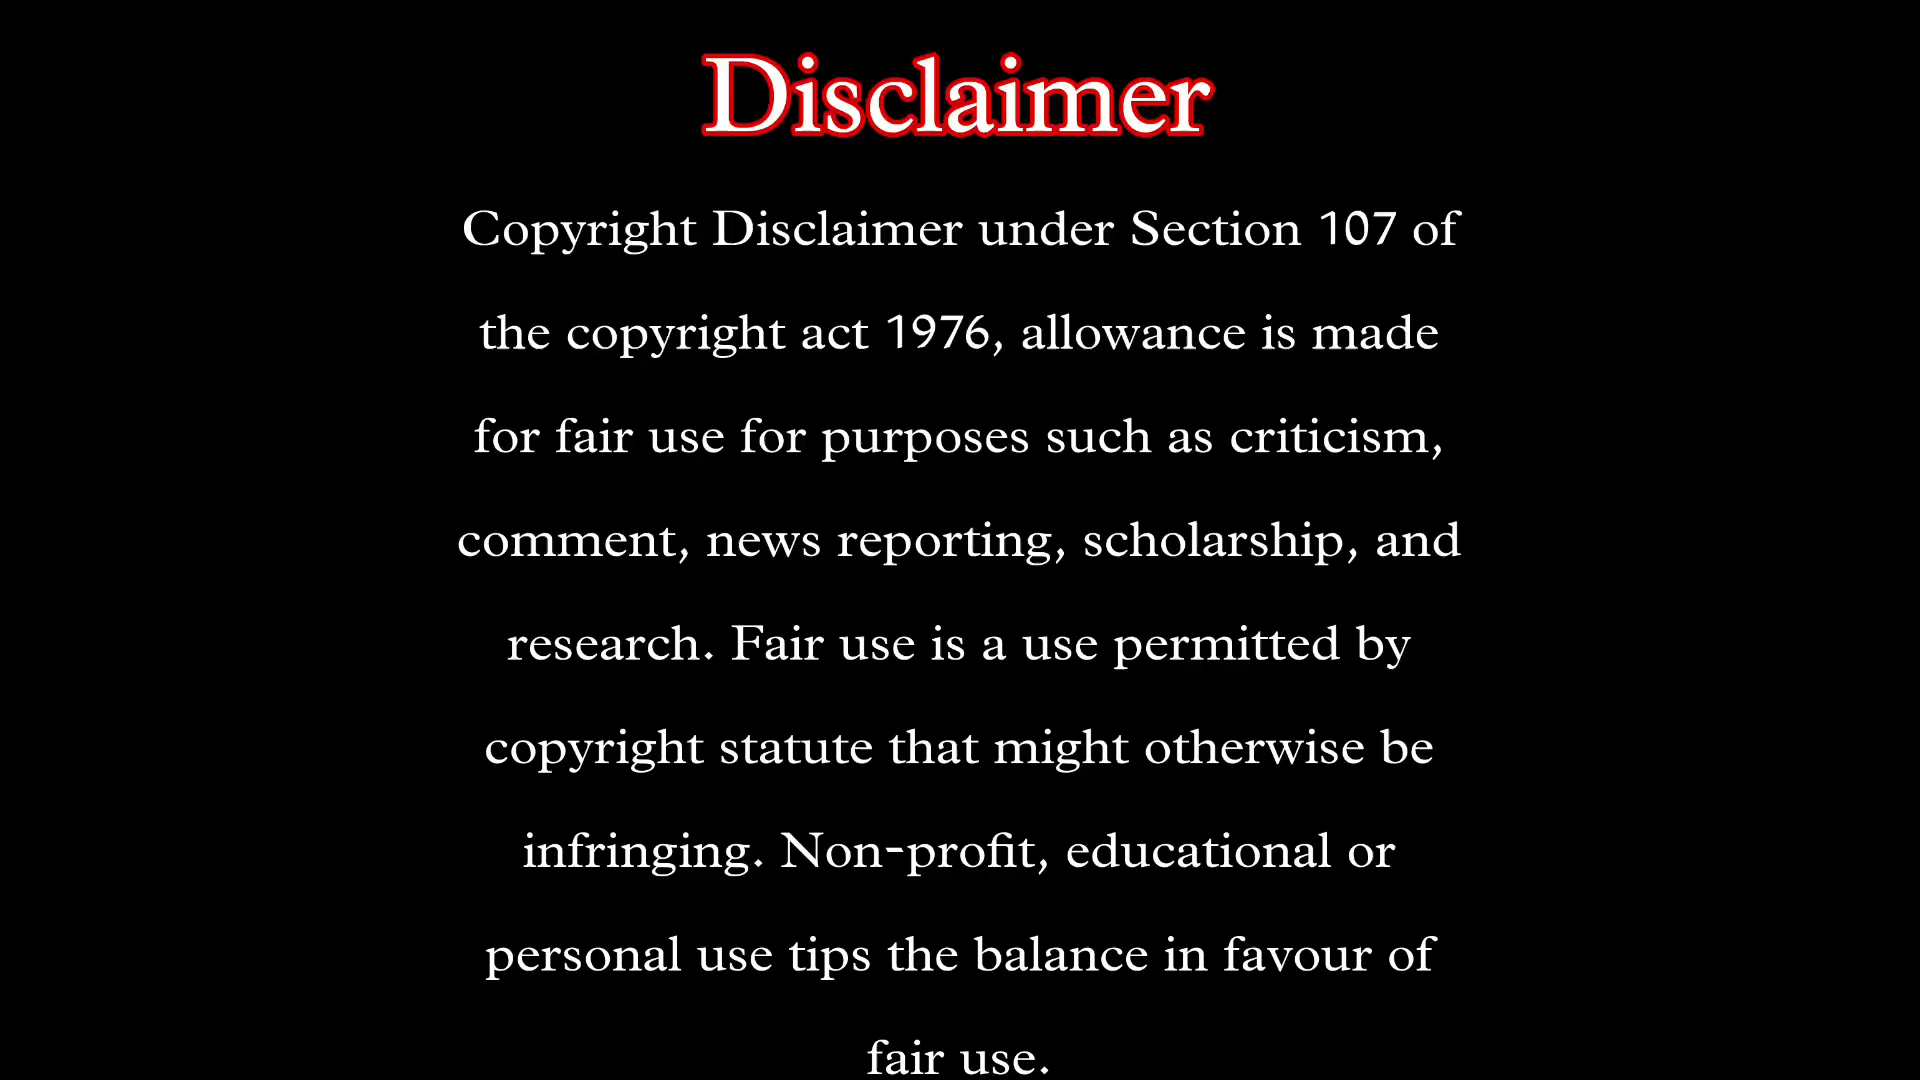 Disclaimer
Copyright Disclaimer under Section 107 of
the copyright act 1976, allowance is made
for fair use for purposes such as criticism,
comment, news reporting, scholarship, and
research. Fair use is a use permitted by
copyright statute that might otherwise be
infringing. Non-profit, educational or
personal use tips the balance in favour of
fair use.